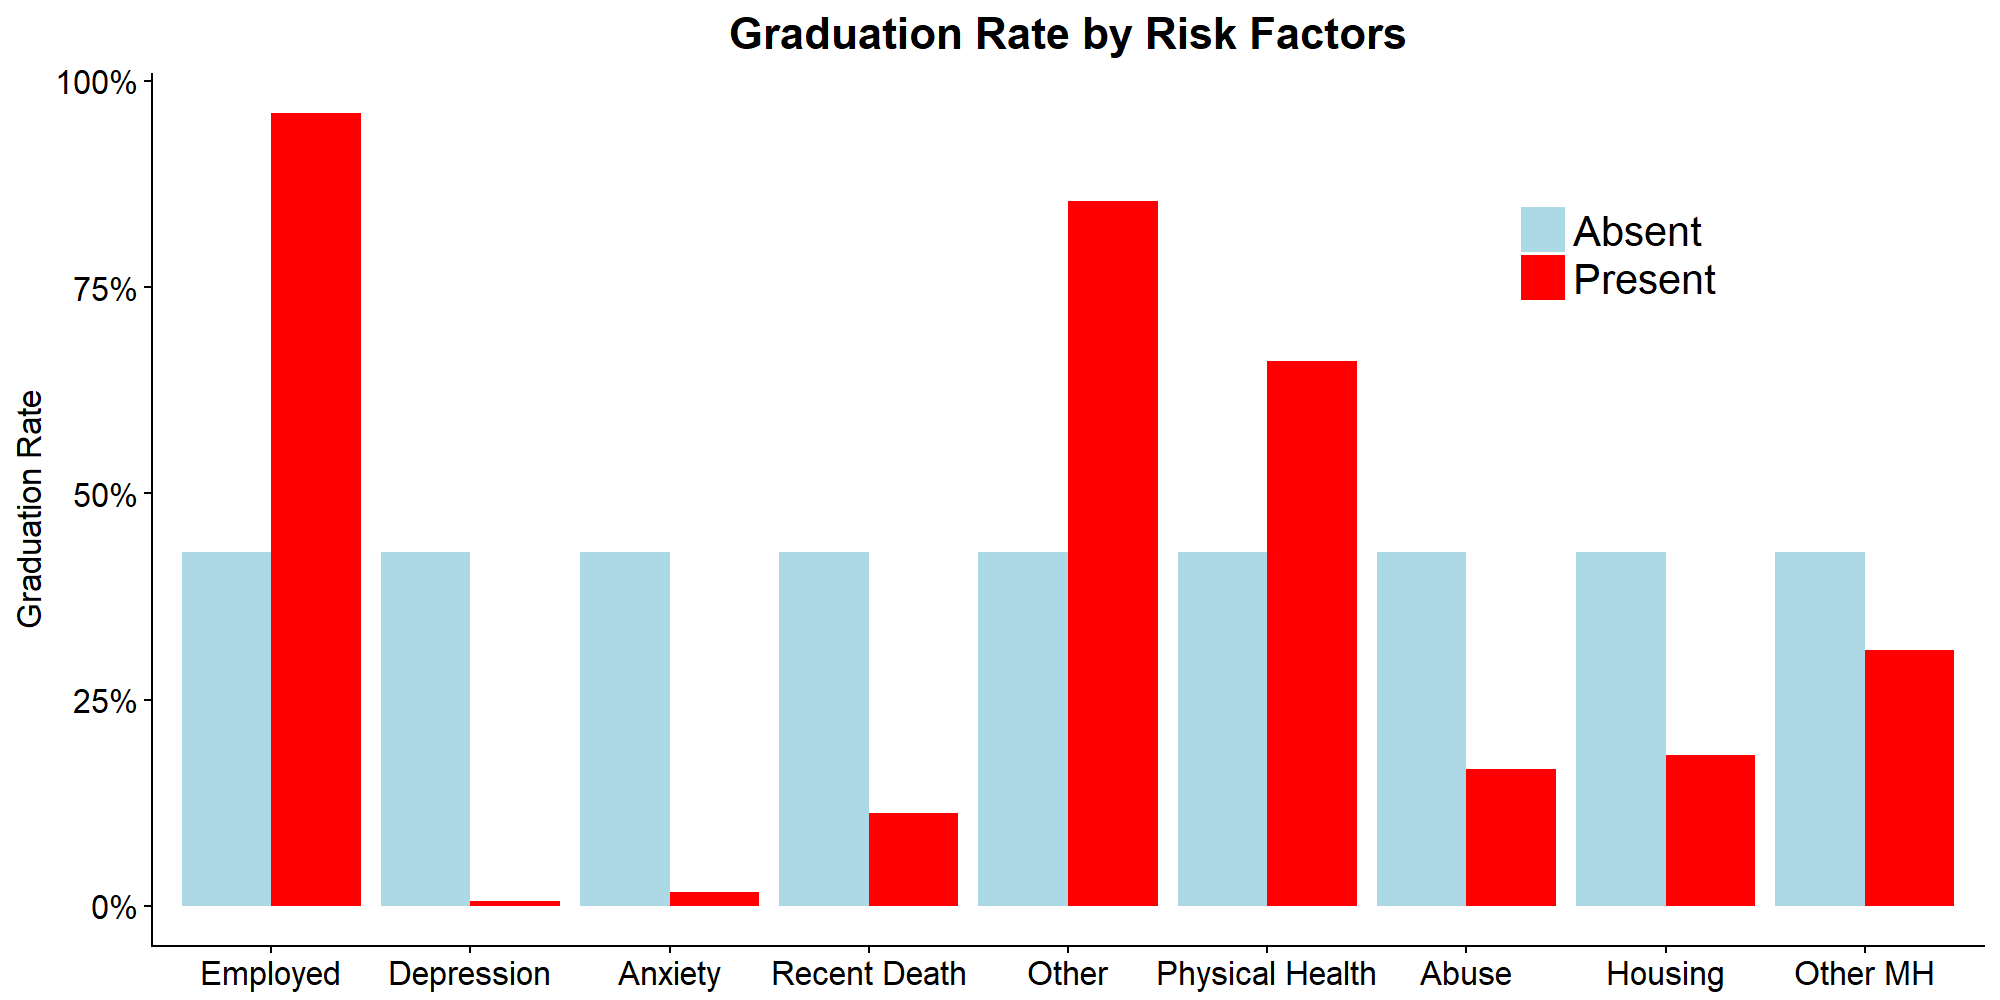 Graduation Rate by Risk Factors
100%
75%
50%
25%
0%
Graduation Rate
Absent
Present
Employed Depression Anxiety Recent Death Other Physical Health Abuse Housing Other MH